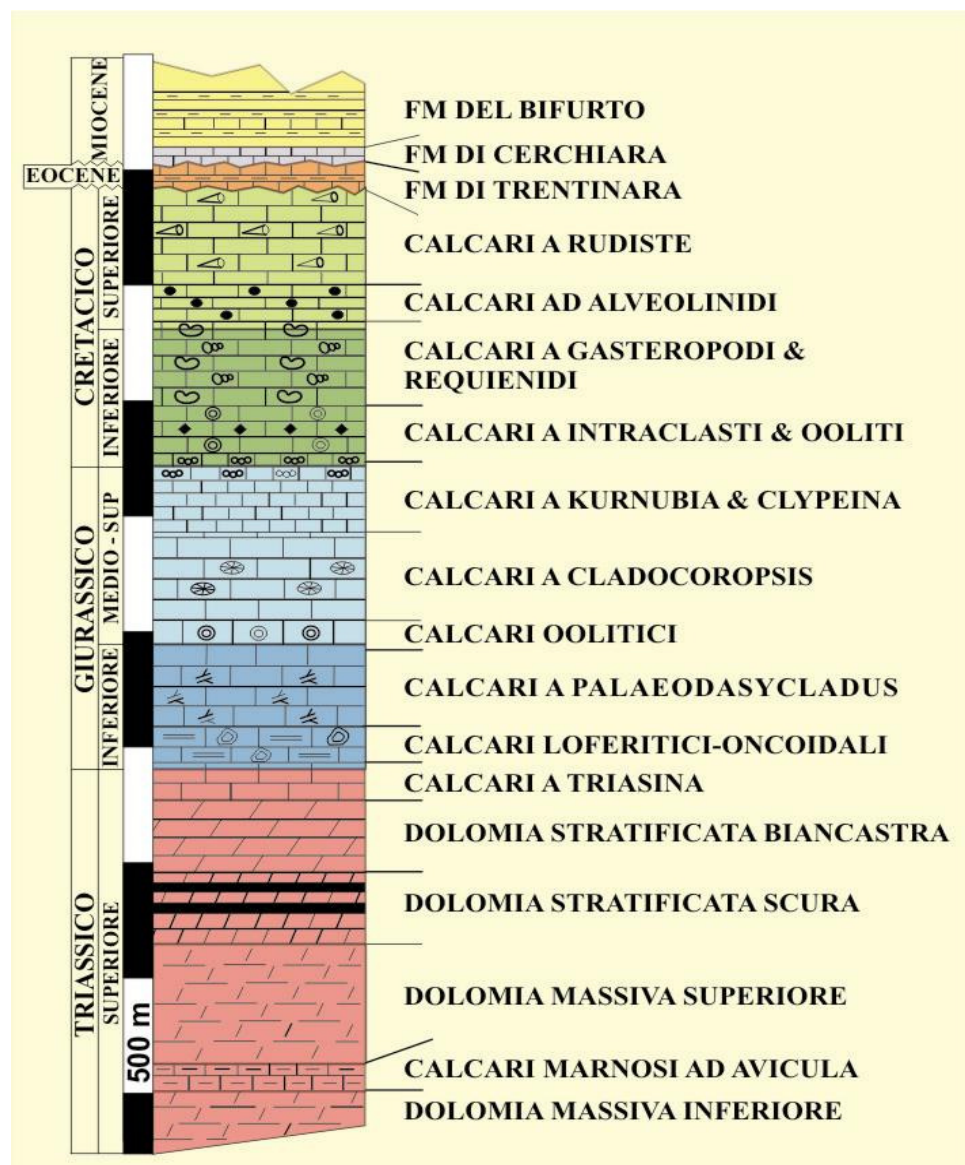 MIOCENE
EOCENE
CRETACICO
SUPERIORE
INFERIORE
GIURASSICO
MEDIO - SUP
INFERIORE
TRIASSICO
SUPERIORE
500 m
FM DEL BIFURTO
FM DI CERCHIARA
FM DI TRENTINARA
CALCARI A RUDISTE
CALCARI AD ALVEOLINIDI
CALCARI A GASTEROPODI &
REQUIENIDI
CALCARI A INTRACLASTI & OOLITI
CALCARI A KURNUBIA & CLYPEINA
CALCARI A CLADOCOROPSIS
CALCARI OOLITICI
CALCARI A PALAEODASYCLADUS
CALCARI LOFERITICI-ONCOIDALI
CALCARI A TRIASINA
DOLOMIA STRATIFICATA BIANCASTRA
DOLOMIA STRATIFICATA SCURA
DOLOMIA MASSIVA SUPERIORE
CALCARI MARNOSI AD AVICULA
DOLOMIA MASSIVA INFERIORE